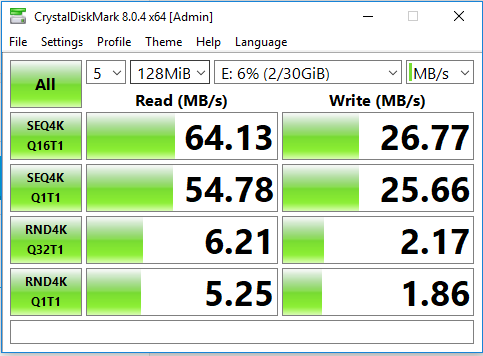 CrystalDiskMark 8.0.4 x64 [Admin]
File Settings Profile Theme Help Language
All 5 128MiB E: 6% (2/30GiB) MB/s
Read (MB/s) Write (MB/s)
SEQ4K
Q16T1
64.13 26.77
SEQ4K
Q1T1
54.78 25.66
RND4K
Q32T1
6.21 2.17
RND4K
Q1T1
5.25 1.86